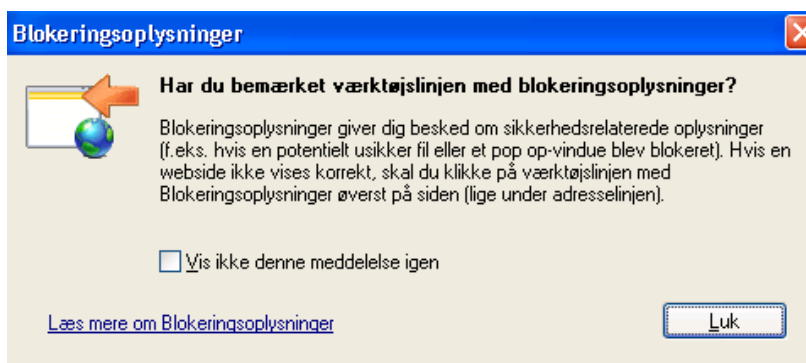 Blokeringsoplysninger
Har du bemærket værktøjslinjen med blokeringsoplysninger?
Blokeringsoplysninger giver dig besked om sikkerhedsrelaterede oplysninger
(f.eks. hvis en potentielt usikker fil eller et pop op-vindue blev blokeret). Hvis en
webside ikke vises korrekt, skal du klikke på værktøjslinjen med
Blokeringsoplysninger øverst på siden (lige under adresselinjen).
Vis ikke denne meddelelse igen
Læs mere om Blokeringsoplysninger
Luk